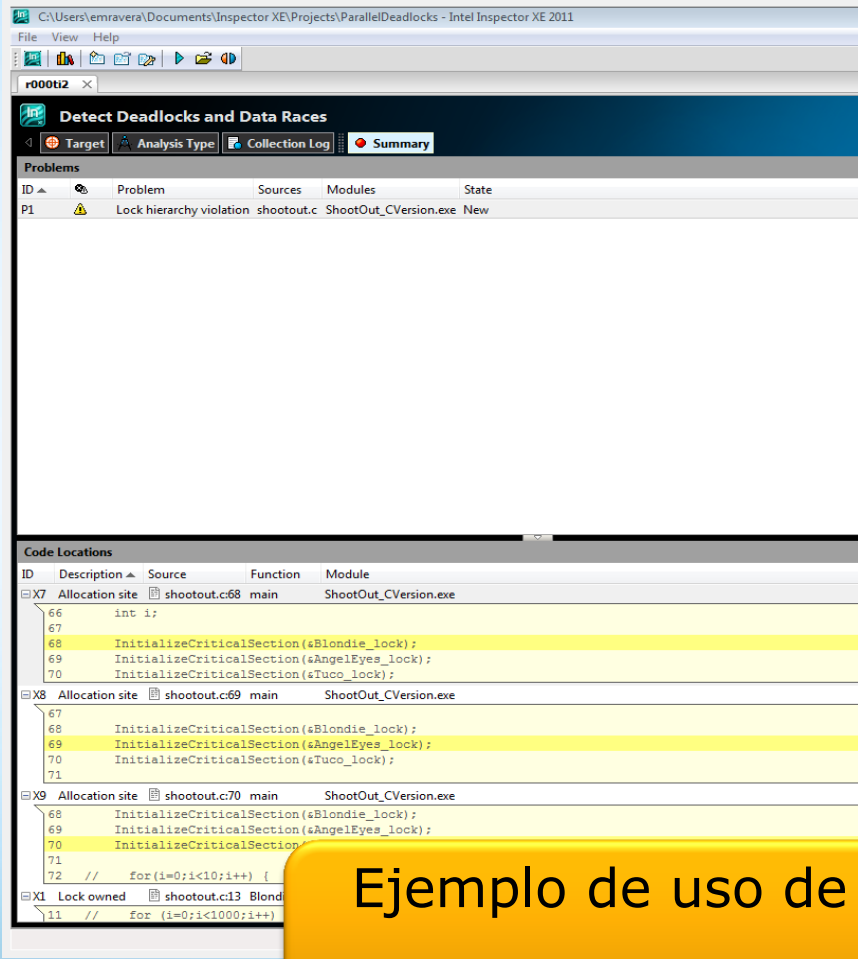 C:\Users\emravera\Documents\Inspector XE\Projects\ParallelDeadlocks - Intel Inspector XE 2011
File View Help
r000ti2
Detect Deadlocks and Data Races
Target Analysis Type Collection Log Summary
Problems
ID Problem Sources Modules State
P1 Lock hierarchy violation shootout.c ShootOut_CVersion.exe New
Code Locations
ID Description Source Function Module
X7 Allocation site shootout.c:68 main ShootOut_CVersion.exe
66 int i;
67
68 InitializeCriticalSection(&Blondie_lock);
69 InitializeCriticalSection(&AngelEyes_lock);
70 InitializeCriticalSection(&Tuco_lock);
X8 Allocation site shootout.c:69 main ShootOut_CVersion.exe
67
68 InitializeCriticalSection(&Blondie_lock);
69 InitializeCriticalSection(&AngelEyes_lock);
70 InitializeCriticalSection(&Tuco_lock);
71
X9 Allocation site shootout.c:70 main ShootOut_CVersion.exe
68 InitializeCriticalSection(&Blondie_lock);
69 InitializeCriticalSection(&AngelEyes_lock);
70 InitializeCriticalSection
71
72 // for(i=0;i<10;i++) {
X1 Lock owned shootout.c:13 Blondi
11 // for (i=0;i<1000;i++)
Ejemplo de uso de